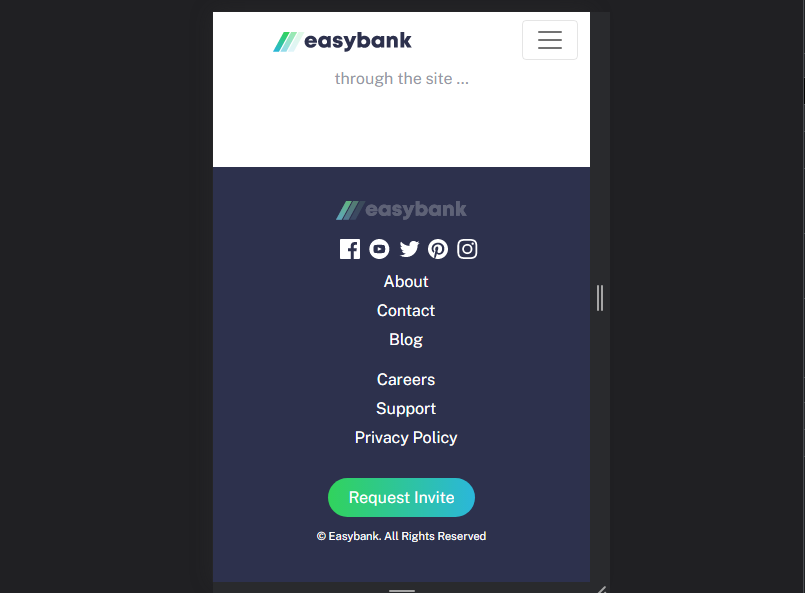 easybank
through the site ...
easybank
About
Contact
Blog
Careers
Support
Privacy Policy
Request Invite
© Easybank. All Rights Reserved